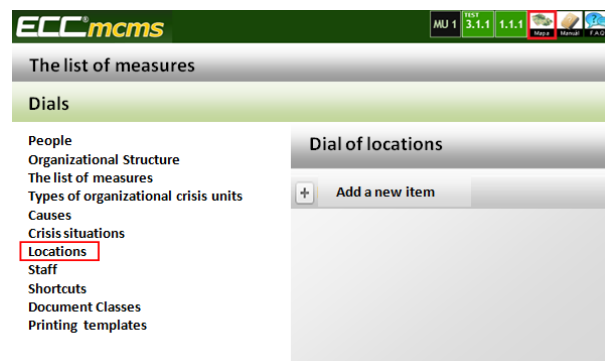 ECC mcms
MU 1
TEST
3.1.1
1.1.1
Mapa
Manuál
F.A.Q
The list of measures
Dials
People
Organizational Structure
The list of measures
Types of organizational crisis units
Causes
Crisis situations
Locations
Staff
Shortcuts
Document Classes
Printing templates
Dial of locations
+ Add a new item